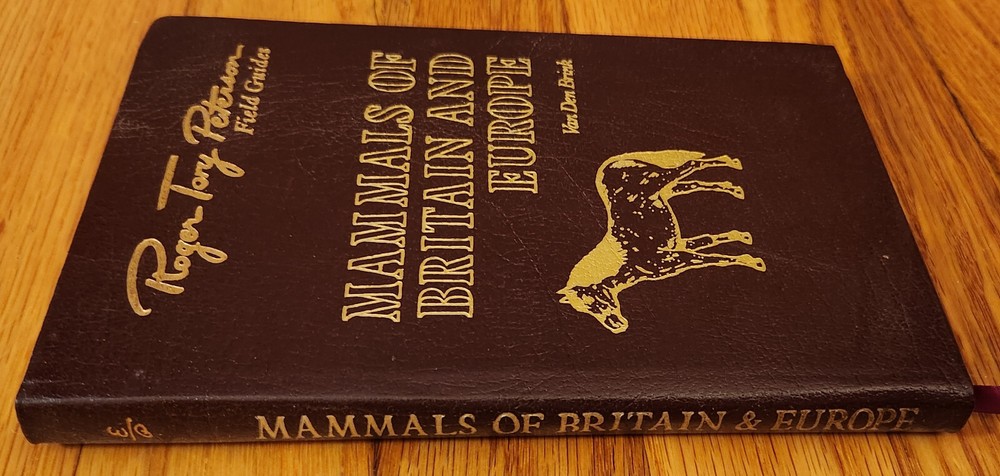 Roger Tory Peterson
Field Guides
MAMMALS OF
BRITAIN AND
EUROPE
Van Den Brink
MAMMALS OF BRITAIN & EUROPE